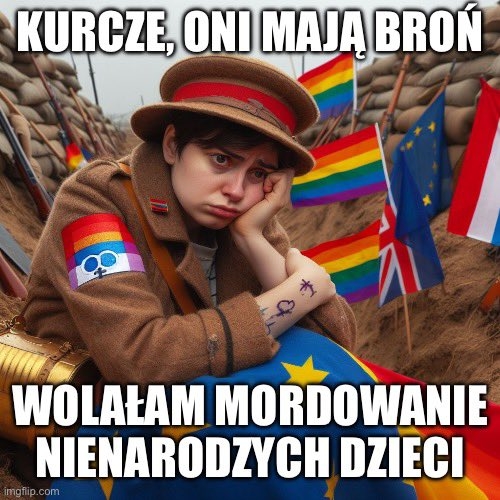 KURCZE, ONI MAJĄ BROŃ
WOLAŁAM MORDOWANIE
NIENARODZYCH DZIECI
imgflip.com